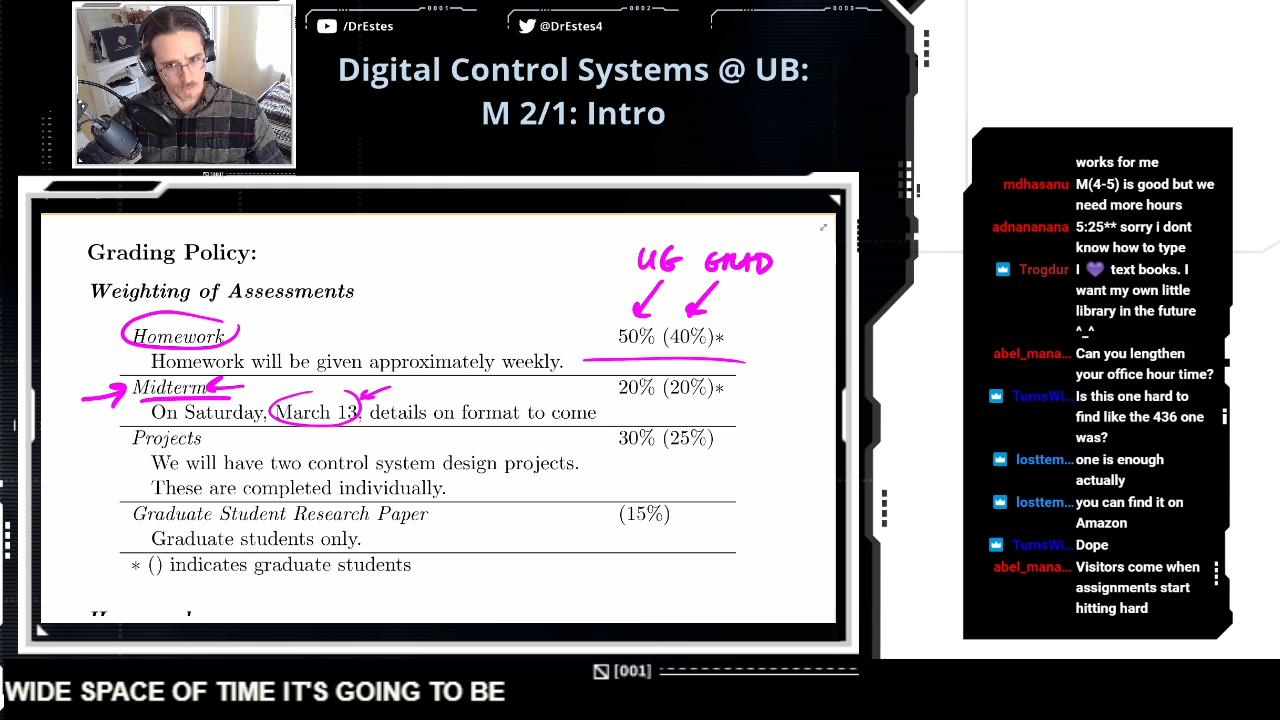 0001
0002
0003
/DrEstes
@DrEstes4
Digital Control Systems @ UB:
M 2/1: Intro
[001]
Grading Policy:
UG GRAD
Weighting of Assessments
Homework 50% (40%)*
Homework will be given approximately weekly.
Midterm 20% (20%)*
On Saturday, March 13, details on format to come
Projects 30% (25%)
We will have two control system design projects.
These are completed individually.
Graduate Student Research Paper (15%)
Graduate students only.
* () indicates graduate students
works for me
mdhasanu M(4-5) is good but we
need more hours
adnananana 5:25** sorry i dont
know how to type
Trogdur I 💜 text books. I
want my own little
library in the future
^_^
abel_mana... Can you lengthen
your office hour time?
TurnsWi... Is this one hard to
find like the 436 one
was?
losttem... one is enough
actually
losttem... you can find it on
Amazon
TurnsWi... Dope
abel_mana... Visitors come when
assignments start
hitting hard
[001]
WIDE SPACE OF TIME IT'S GOING TO BE